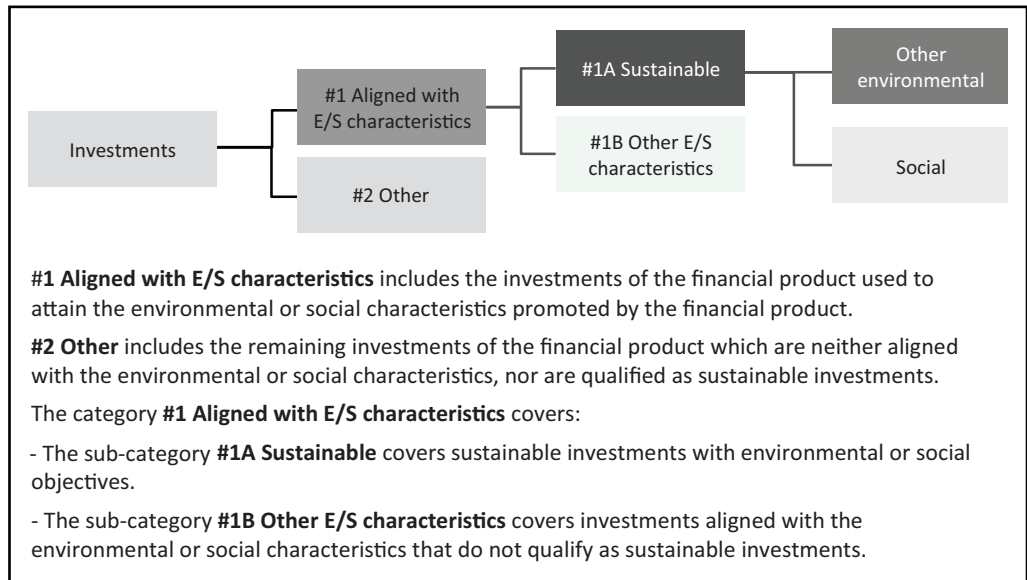 Investments
#1 Aligned with
E/S characteristics
#2 Other
#1A Sustainable
#1B Other E/S
characteristics
Other
environmental
Social
#1 Aligned with E/S characteristics includes the investments of the financial product used to
attain the environmental or social characteristics promoted by the financial product.
#2 Other includes the remaining investments of the financial product which are neither aligned
with the environmental or social characteristics, nor are qualified as sustainable investments.
The category #1 Aligned with E/S characteristics covers:
- The sub-category #1A Sustainable covers sustainable investments with environmental or social
objectives.
- The sub-category #1B Other E/S characteristics covers investments aligned with the
environmental or social characteristics that do not qualify as sustainable investments.